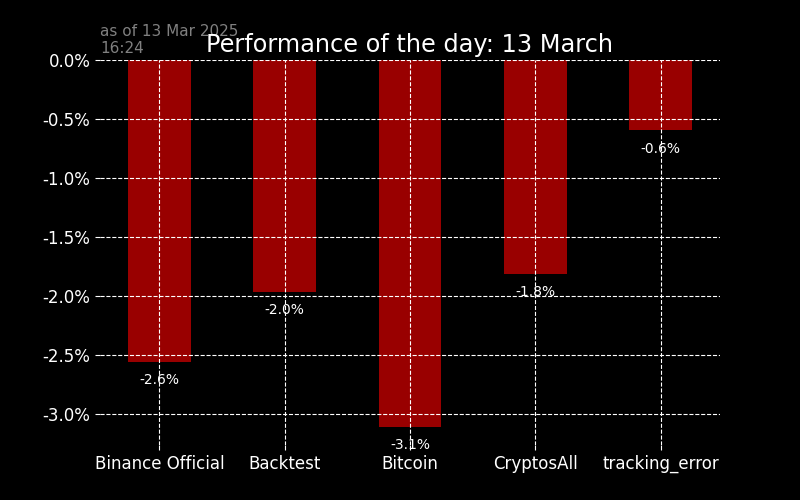 as of 13 Mar 2025
16:24
Performance of the day: 13 March
0.0%
-0.5%
-1.0%
-1.5%
-2.0%
-2.5%
-3.0%
-2.6%
-2.0%
-3.1%
-1.8%
-0.6%
Binance Official
Backtest
Bitcoin
CryptosAll
tracking_error